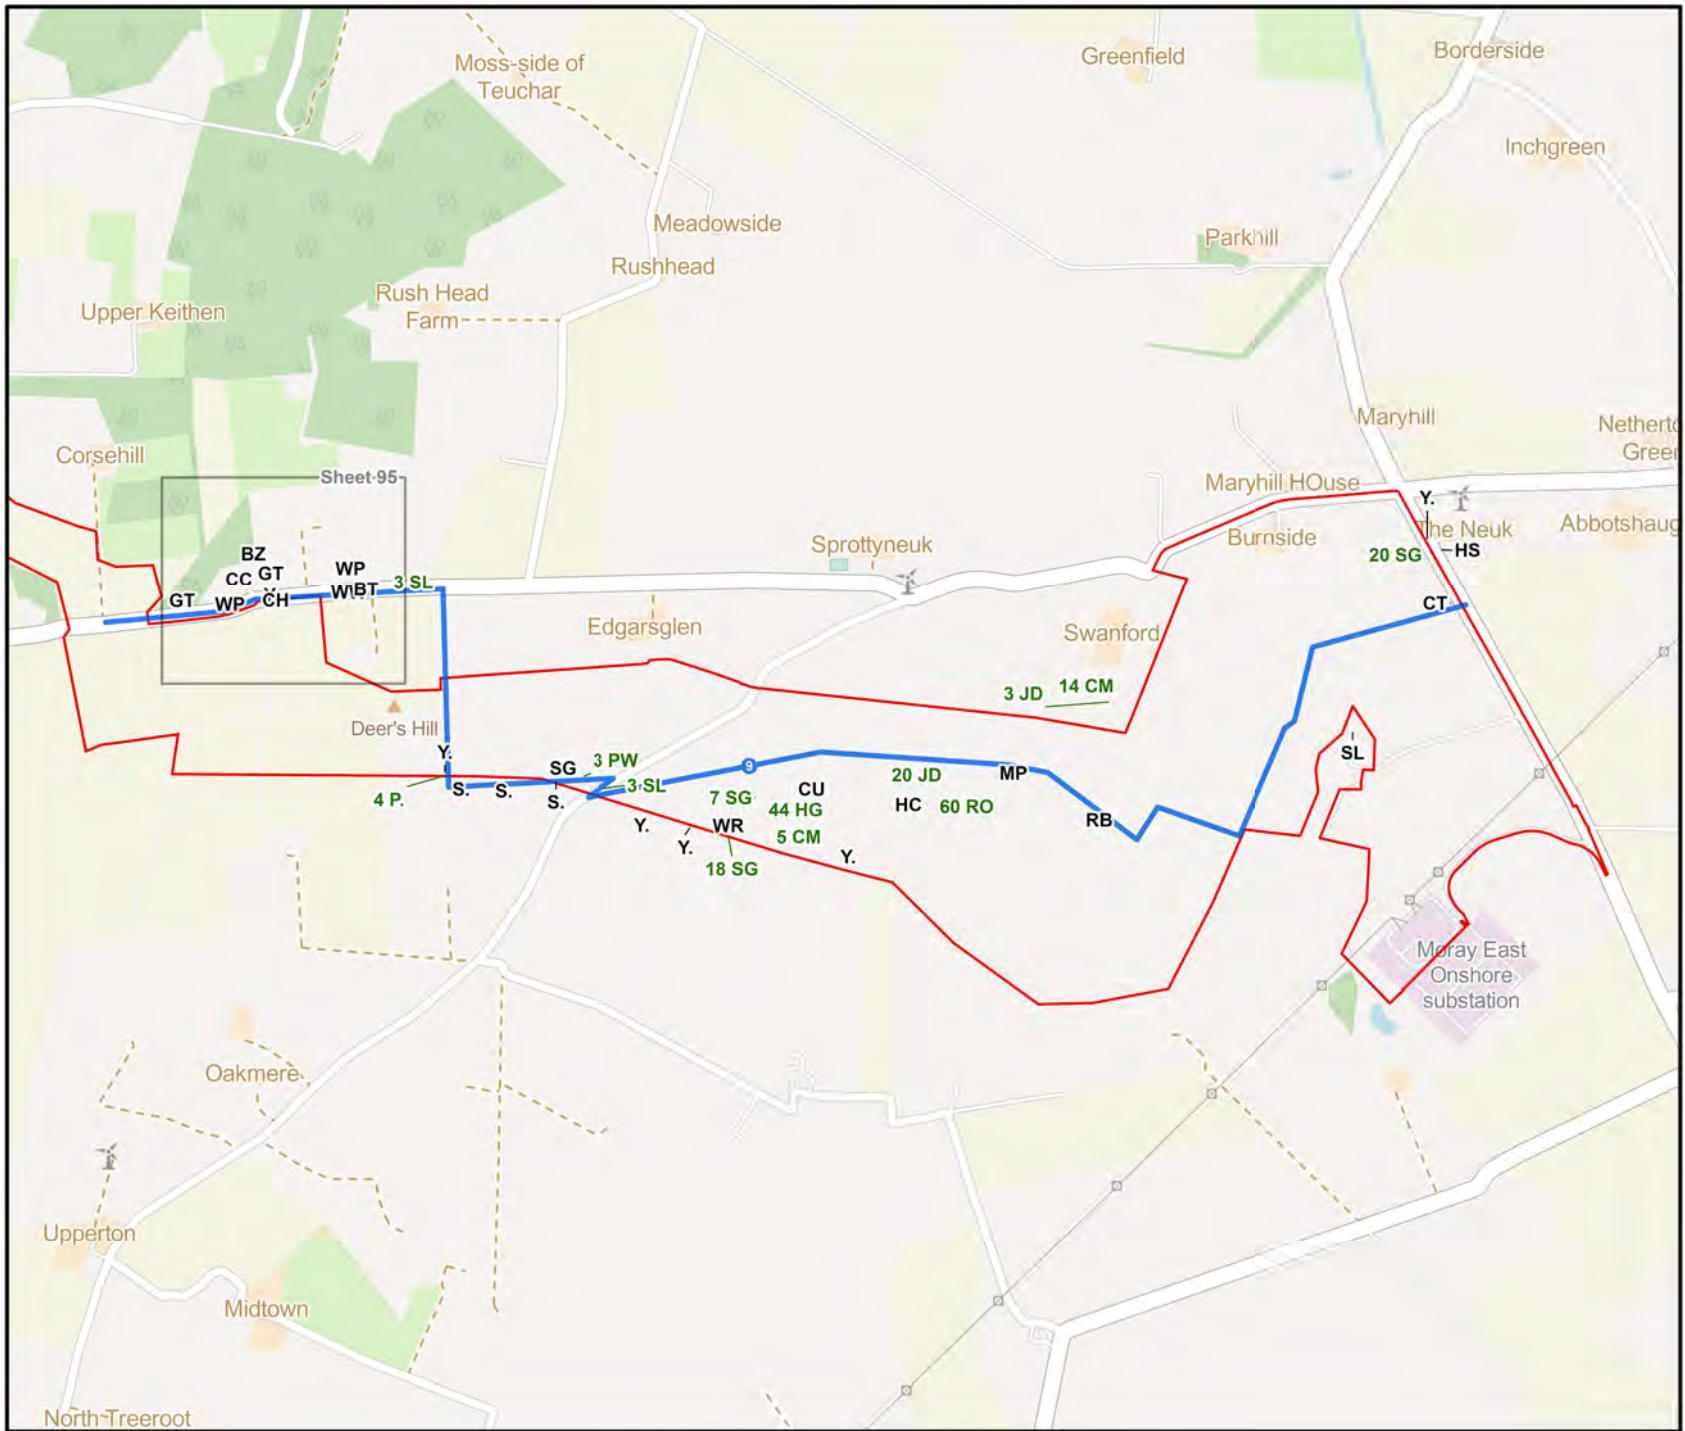 Moss-side of
Teuchar
Greenfield
Borderside
Inchgreen
Meadowside
Parkhill
Rushhead
Upper Keithen
Rush Head
Farm
Maryhill
Netherto
Green
Corsehill
Sheet 95
Maryhill HOuse
Y.
The Neuk
Abbotshaug
Burnside
HS
20 SG
Sprottyneuk
BZ
CC
GT
WP
3 SL
GT
WP
CH
BT
CT
Edgarsglen
Swanford
3 JD
14 CM
Deer's Hill
Y.
SG
3 PW
9
SL
4 P.
S.
S.
S.
3 SL
7 SG
CU
20 JD
MP
44 HG
HC
60 RO
Y.
WR
5 CM
RB
Y.
18 SG
Y.
Moray East
Onshore
substation
Oakmere
Upperton
Midtown
North Treeroot